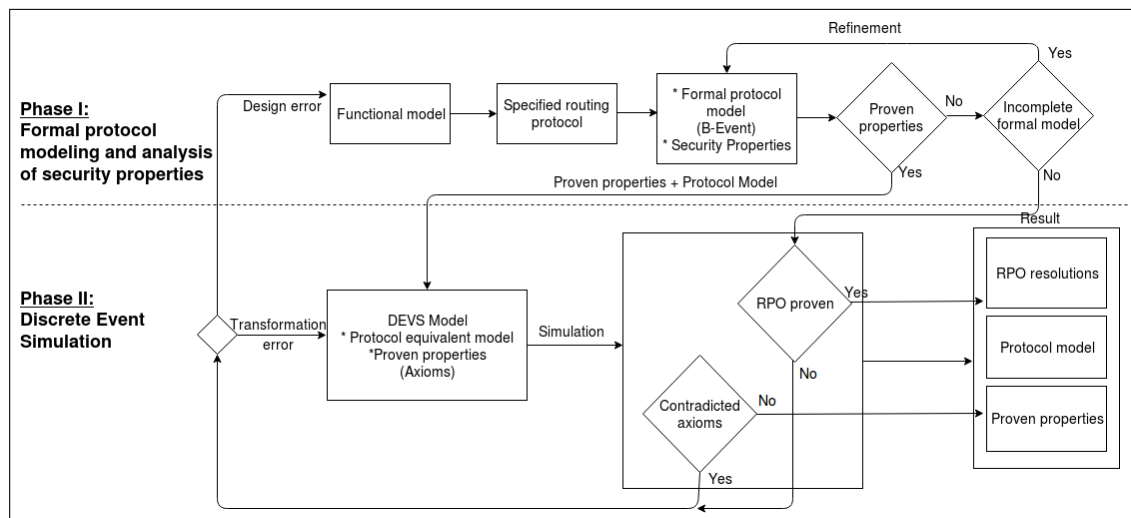 Refinement
Yes
Design error
Phase I:
Formal protocol
modeling and analysis
of security properties
Functional model
Specified routing
protocol
* Formal protocol
model
(B-Event)
* Security Properties
Proven
properties
No
Incomplete
formal model
Yes
No
Proven properties + Protocol Model
Result
Phase II:
Discrete Event
Simulation
Transformation
error
DEVS Model
* Protocol equivalent model
*Proven properties
(Axioms)
Simulation
RPO proven
Yes
No
Contradicted
axioms
No
Yes
RPO resolutions
Protocol model
Proven properties